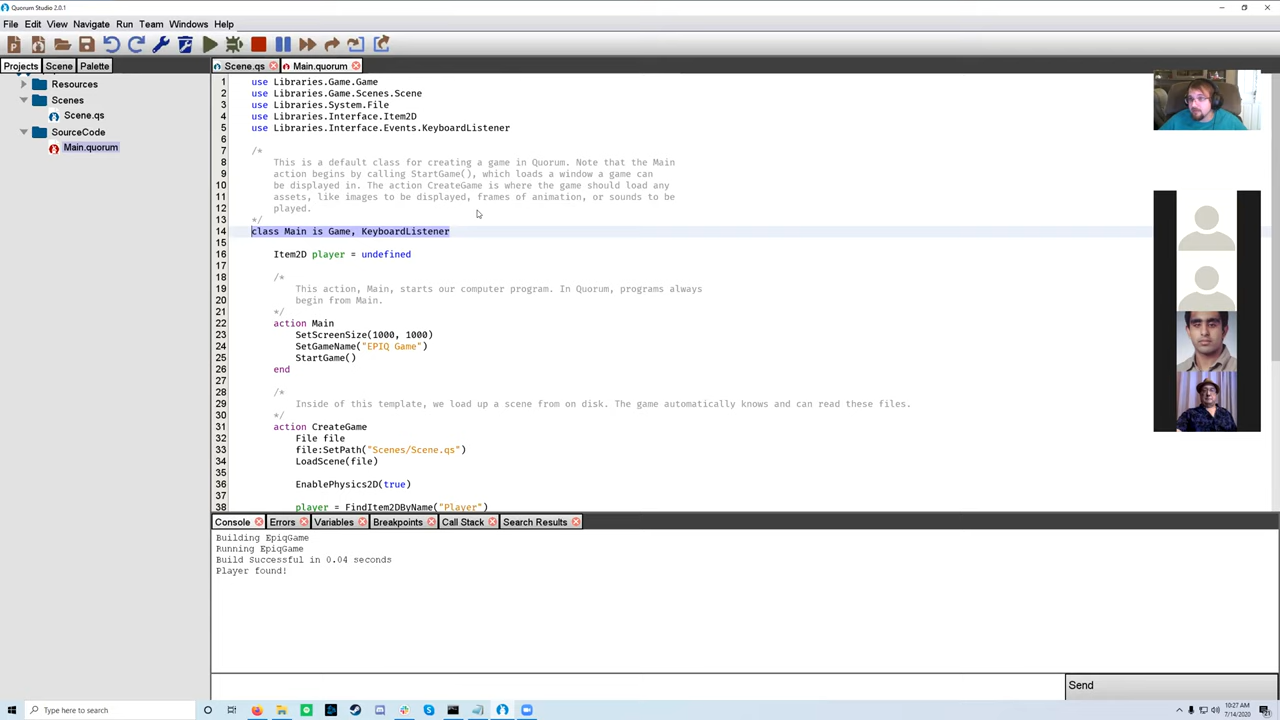 Quorum Studio 2.0.1
File Edit View Navigate Run Team Windows Help
Projects Scene Palette
Scene.qs Main.quorum
Resources
Scenes
Scene.qs
SourceCode
Main.quorum
1 use Libraries.Game.Game
2 use Libraries.Game.Scenes.Scene
3 use Libraries.System.File
4 use Libraries.Interface.Item2D
5 use Libraries.Interface.Events.KeyboardListener
6
7 /*
8 This is a default class for creating a game in Quorum. Note that the Main
9 action begins by calling StartGame(), which loads a window a game can
10 be displayed in. The action CreateGame is where the game should load any
11 assets, like images to be displayed, frames of animation, or sounds to be
12 played.
13 */
14 class Main is Game, KeyboardListener
15
16 Item2D player = undefined
17
18 /*
19 This action, Main, starts our computer program. In Quorum, programs always
20 begin from Main.
21 */
22 action Main
23 SetScreenSize(1000, 1000)
24 SetGameName("EPIQ Game")
25 StartGame()
26 end
27
28 /*
29 Inside of this template, we load up a scene from on disk. The game automatically knows and can read these files.
30 */
31 action CreateGame
32 File file
33 file:SetPath("Scenes/Scene.qs")
34 LoadScene(file)
35
36 EnablePhysics2D(true)
37
38 player = FindItem2DByName("Player")
Console Errors Variables Breakpoints Call Stack Search Results
Building EpiqGame
Running EpiqGame
Build Successful in 0.04 seconds
Player found!
Send
Type here to search
10:27 AM
7/14/2020